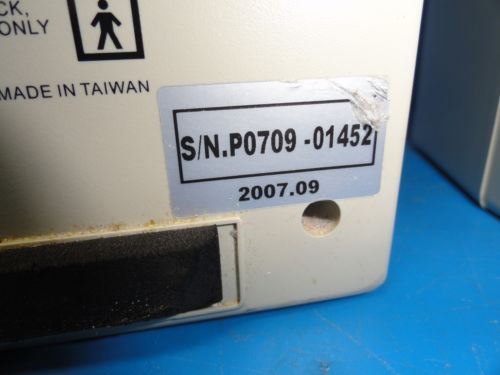 CK,
ONLY
MADE IN TAIWAN
S/N.P0709 -01452
2007.09